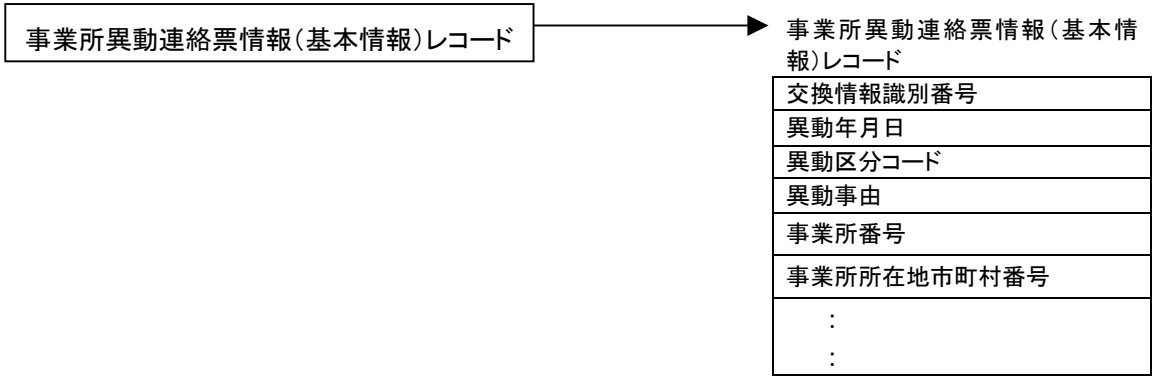 事業所異動連絡票情報(基本情報)レコード
事業所異動連絡票情報(基本情
報)レコード
交換情報識別番号
異動年月日
異動区分コード
異動事由
事業所番号
事業所所在地市町村番号
:
: